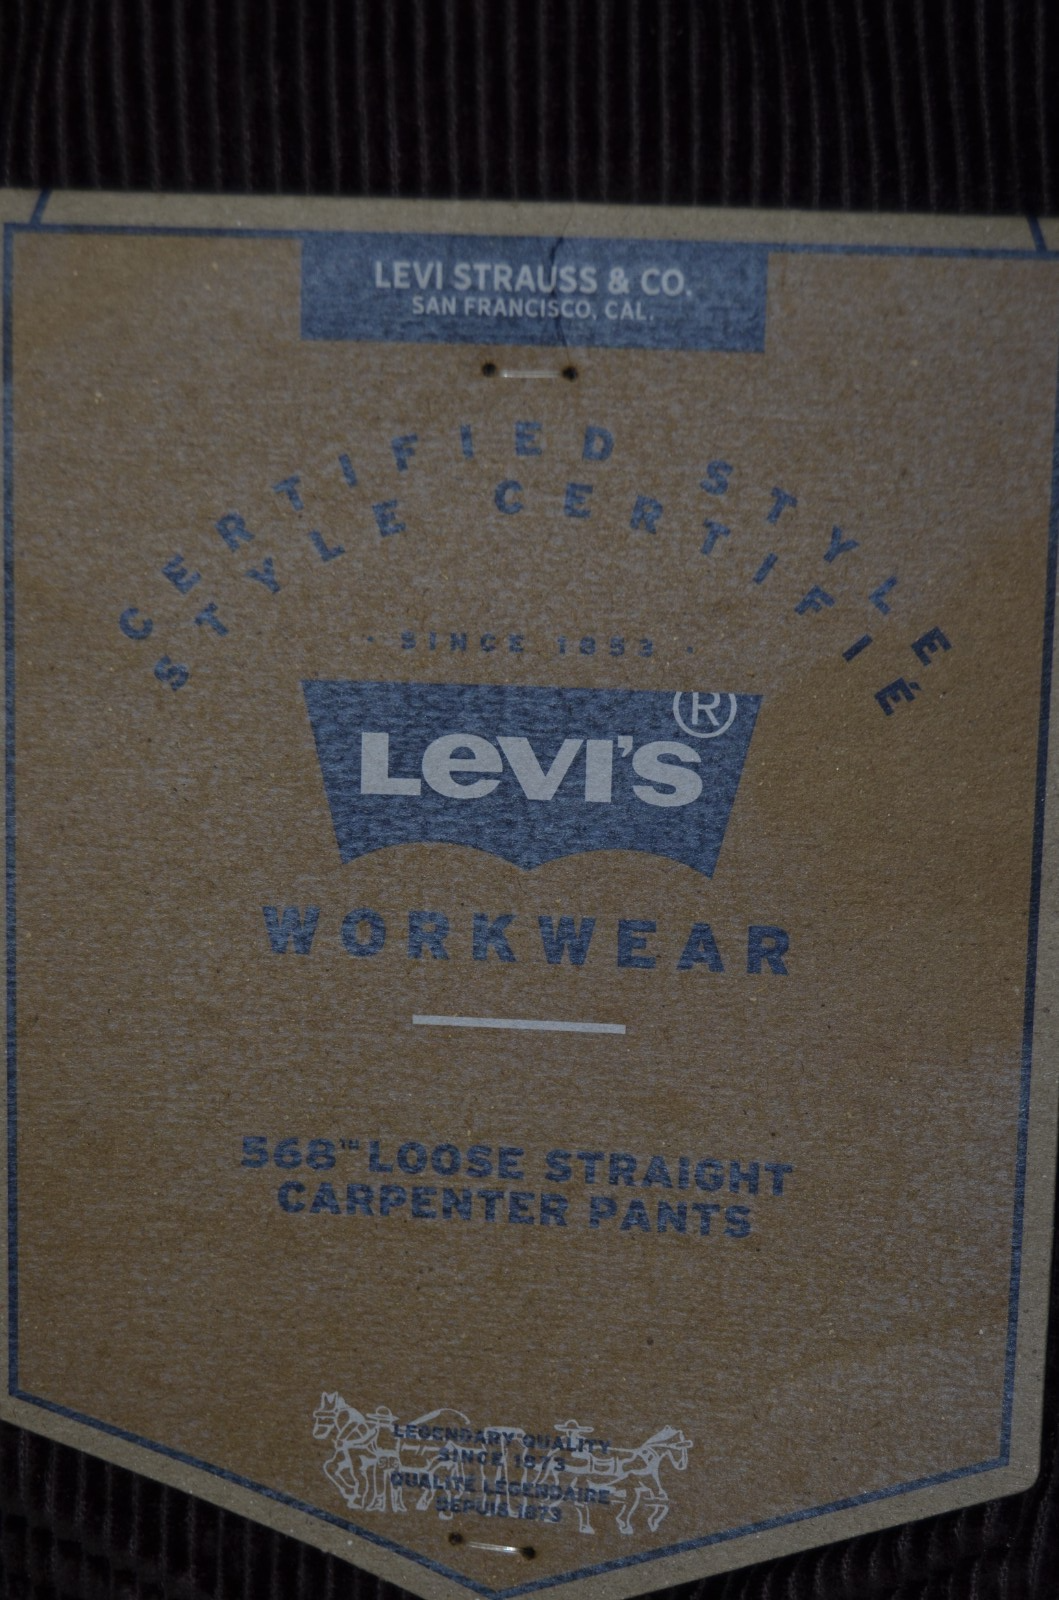 LEVI STRAUSS & CO.
SAN FRANCISCO, CAL.
CERTIFIED STYLE
STYLE CERTIFIÉ
· SINCE 1853 ·
LEVI'S®
WORKWEAR
568™ LOOSE STRAIGHT
CARPENTER PANTS
LEGENDARY QUALITY
SINCE 1873
QUALITÉ LÉGENDAIRE
DEPUIS 1873